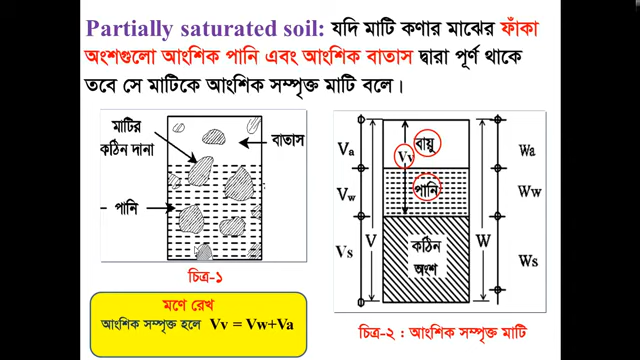 Partially saturated soil: যদি মাটি কণার মাঝের ফাঁকা
অংশগুলো আংশিক পানি এবং আংশিক বাতাস দ্বারা পূর্ণ থাকে
তবে সে মাটিকে আংশিক সম্পৃক্ত মাটি বলে।
মাটির
কঠিন দানা
বাতাস
পানি
চিত্র-১
মণে রেখ
আংশিক সম্পৃক্ত হলে Vv = Vw+Va
Va
Vw
Vs
V
Vv
বায়ু
পানি
কঠিন
অংশ
W
Wa
Ww
Ws
চিত্র-২ : আংশিক সম্পৃক্ত মাটি